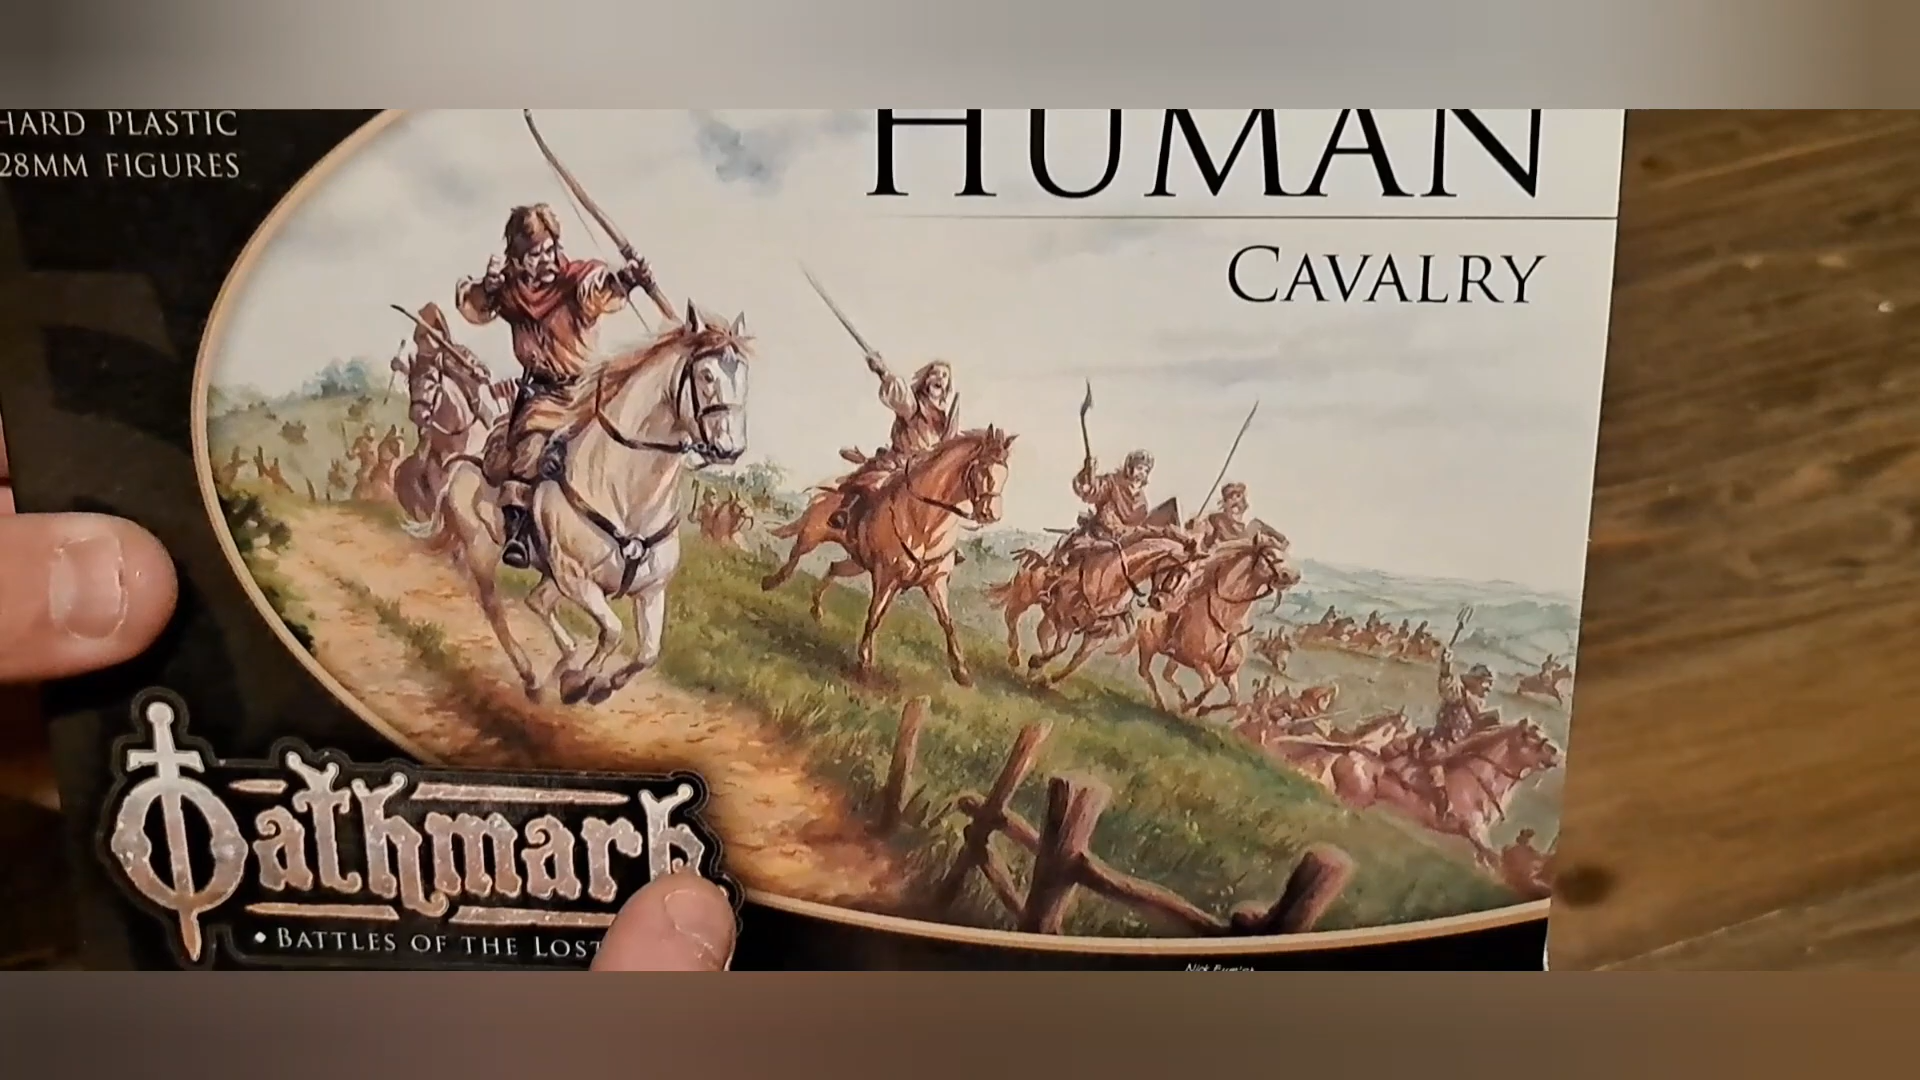 HARD PLASTIC
28MM FIGURES
HUMAN
CAVALRY
Oathmark
• BATTLES OF THE LOST